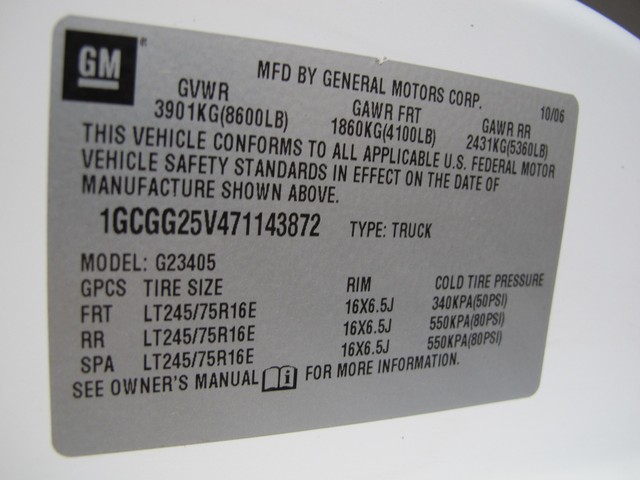 GM
MFD BY GENERAL MOTORS CORP. 10/06
GVWR GAWR FRT GAWR RR
3901KG(8600LB) 1860KG(4100LB) 2431KG(5360LB)
THIS VEHICLE CONFORMS TO ALL APPLICABLE U.S. FEDERAL MOTOR
VEHICLE SAFETY STANDARDS IN EFFECT ON THE DATE OF
MANUFACTURE SHOWN ABOVE.
1GCGG25V471143872 TYPE: TRUCK
MODEL: G23405
GPCS TIRE SIZE RIM COLD TIRE PRESSURE
FRT LT245/75R16E 16X6.5J 340KPA(50PSI)
RR LT245/75R16E 16X6.5J 550KPA(80PSI)
SPA LT245/75R16E 16X6.5J 550KPA(80PSI)
SEE OWNER'S MANUAL i FOR MORE INFORMATION.